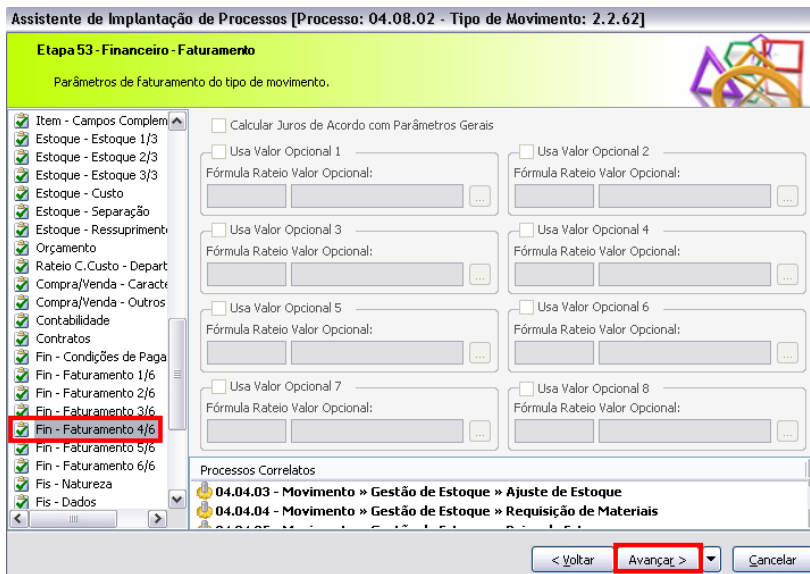 Assistente de Implantação de Processos [Processo: 04.08.02 - Tipo de Movimento: 2.2.62]
Etapa 53 - Financeiro - Faturamento
Parâmetros de faturamento do tipo de movimento.
Item - Campos Complem
Estoque - Estoque 1/3
Estoque - Estoque 2/3
Estoque - Estoque 3/3
Estoque - Custo
Estoque - Separação
Estoque - Ressupriment
Orçamento
Rateio C.Custo - Depart
Compra/Venda - Caracte
Compra/Venda - Outros
Contabilidade
Contratos
Fin - Condições de Paga
Fin - Faturamento 1/6
Fin - Faturamento 2/6
Fin - Faturamento 3/6
Fin - Faturamento 4/6
Fin - Faturamento 5/6
Fin - Faturamento 6/6
Fis - Natureza
Fis - Dados
Calcular Juros de Acordo com Parâmetros Gerais
Usa Valor Opcional 1
Fórmula Rateio Valor Opcional:
...
Usa Valor Opcional 2
Fórmula Rateio Valor Opcional:
...
Usa Valor Opcional 3
Fórmula Rateio Valor Opcional:
...
Usa Valor Opcional 4
Fórmula Rateio Valor Opcional:
...
Usa Valor Opcional 5
Fórmula Rateio Valor Opcional:
...
Usa Valor Opcional 6
Fórmula Rateio Valor Opcional:
...
Usa Valor Opcional 7
Fórmula Rateio Valor Opcional:
...
Usa Valor Opcional 8
Fórmula Rateio Valor Opcional:
...
Processos Correlatos
04.04.03 - Movimento » Gestão de Estoque » Ajuste de Estoque
04.04.04 - Movimento » Gestão de Estoque » Requisição de Materiais
< Voltar
Avançar >
Cancelar